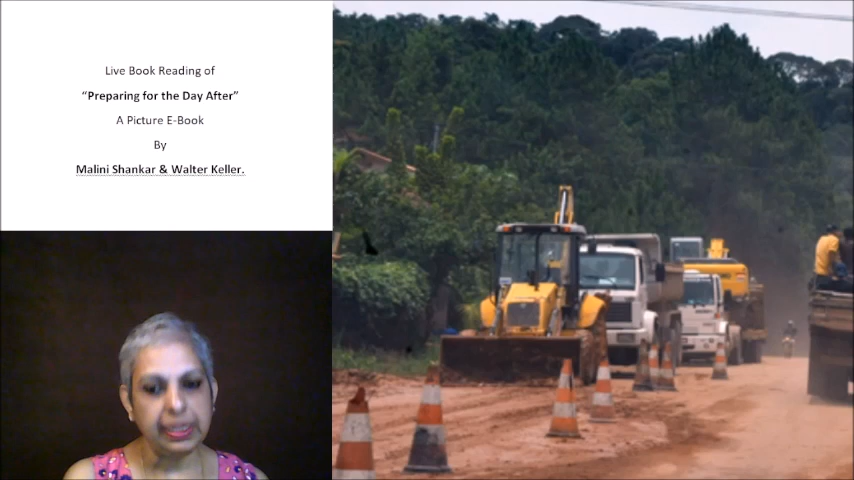 Live Book Reading of
“Preparing for the Day After”
A Picture E-Book
By
Malini Shankar & Walter Keller.